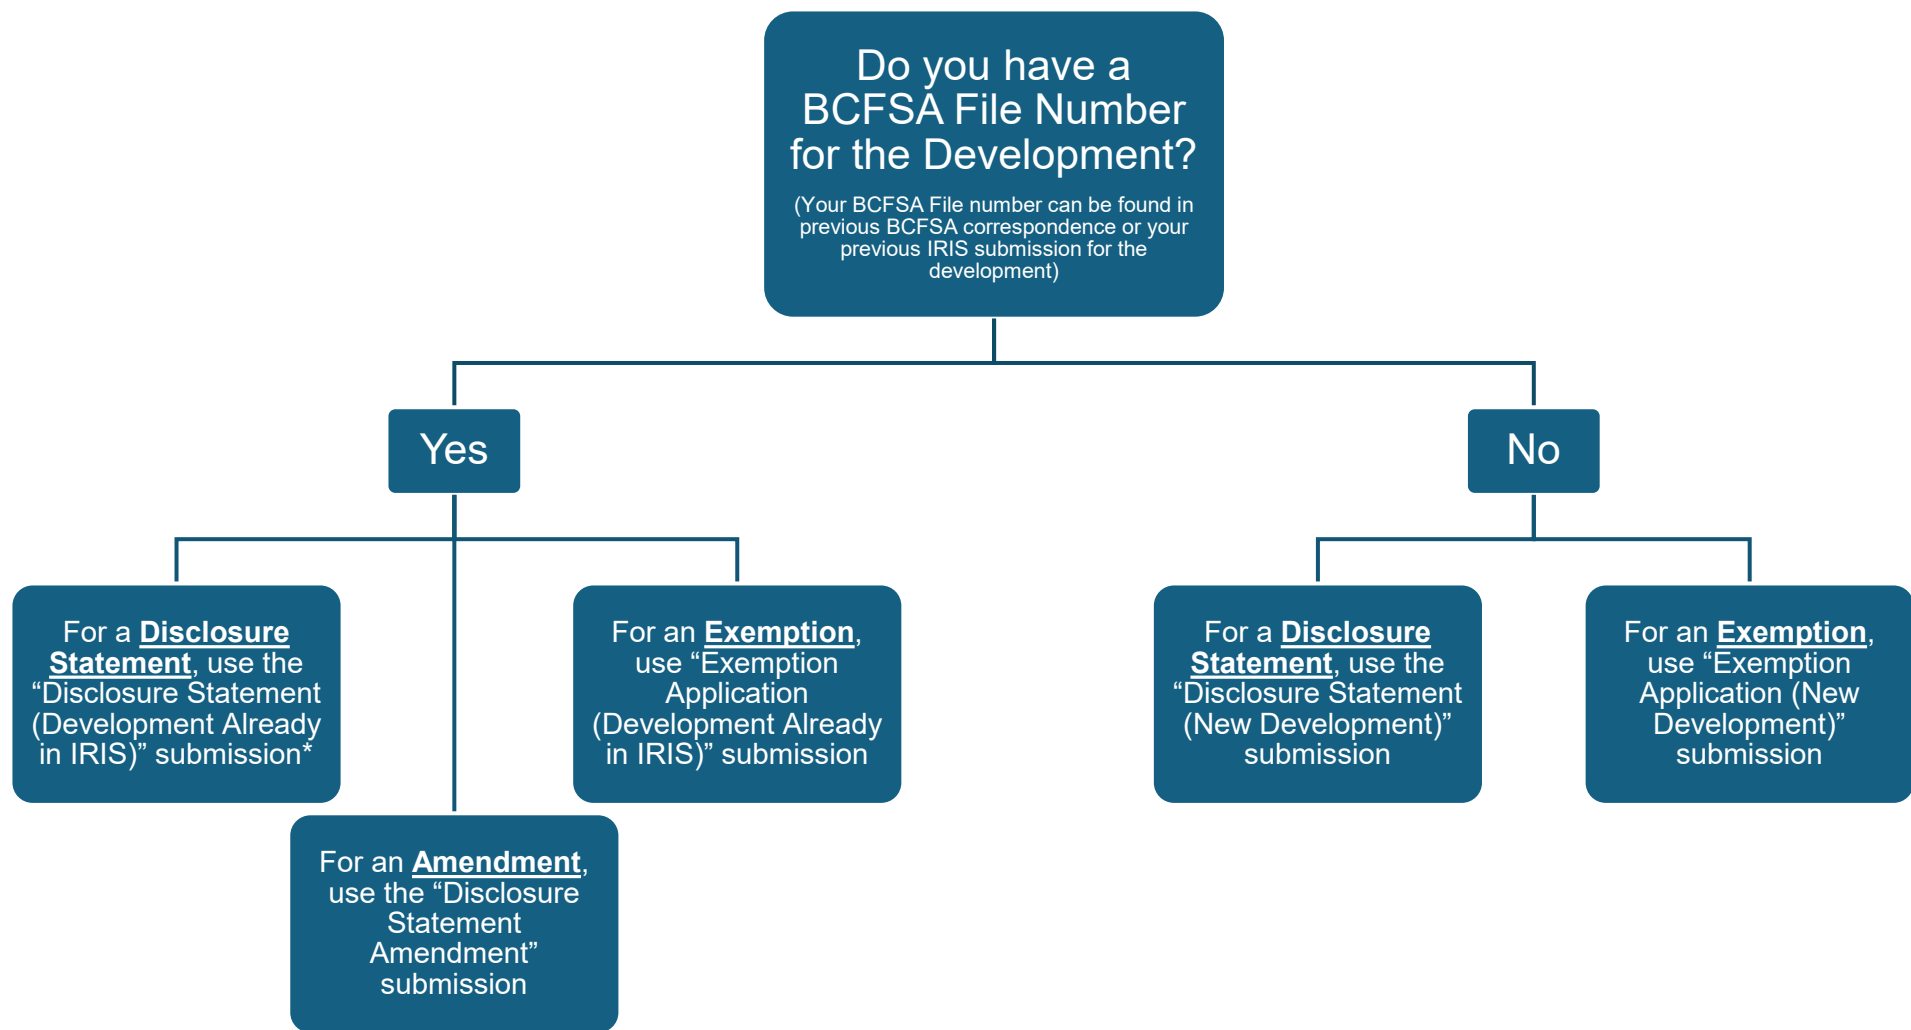 Do you have a
BCFSA File Number
for the Development?
(Your BCFSA File number can be found in
previous BCFSA correspondence or your
previous IRIS submission for the
development)
Yes
No
For a Disclosure
Statement, use the
“Disclosure Statement
(Development Already
in IRIS)” submission*
For an Amendment,
use the “Disclosure
Statement
Amendment”
submission
For an Exemption,
use “Exemption
Application
(Development Already
in IRIS)” submission
For a Disclosure
Statement, use the
“Disclosure Statement
(New Development)”
submission
For an Exemption,
use “Exemption
Application (New
Development)”
submission